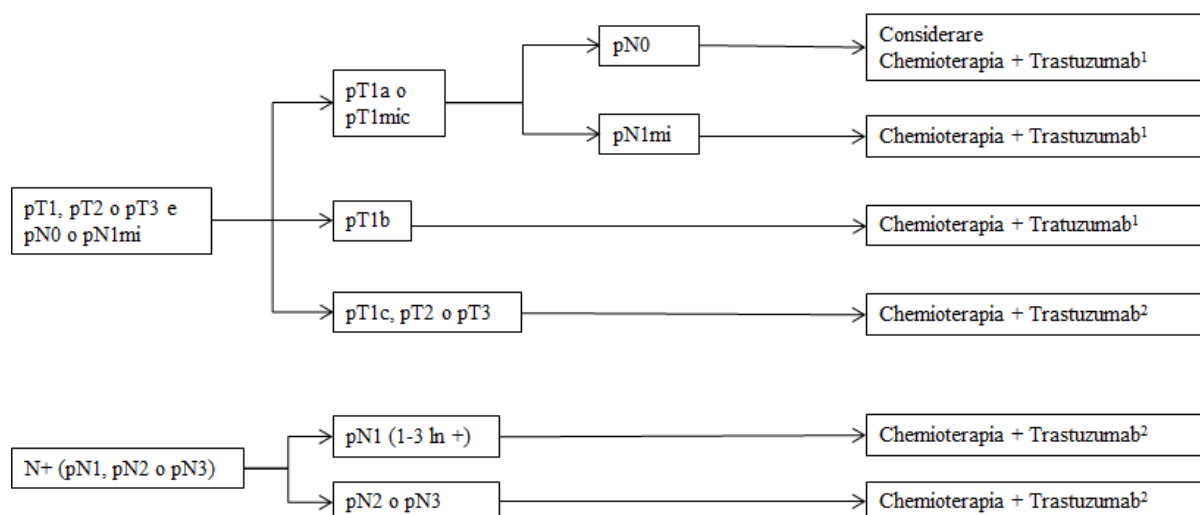 pN0
Considerare
Chemioterapia + Trastuzumab¹
pT1a o
pT1mic
pN1mi
Chemioterapia + Trastuzumab¹
pT1, pT2 o pT3 e
pN0 o pN1mi
pT1b
Chemioterapia + Tratuzumab¹
pT1c, pT2 o pT3
Chemioterapia + Trastuzumab²
N+ (pN1, pN2 o pN3)
pN1 (1-3 ln +)
Chemioterapia + Trastuzumab²
pN2 o pN3
Chemioterapia + Trastuzumab²